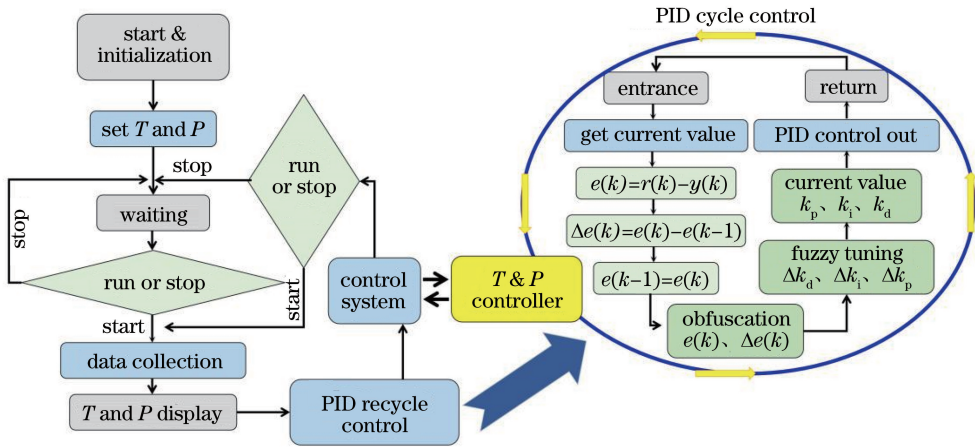 start &
initialization
set T and P
stop
waiting
stop
run or stop
start
data collection
T and P display
run
or stop
start
control
system
T & P
controller
PID recycle
control
PID cycle control
entrance
get current value
e(k)=r(k)−y(k)
Δe(k)=e(k)−e(k−1)
e(k−1)=e(k)
obfuscation
e(k)、Δe(k)
fuzzy tuning
Δkd、Δki、Δkp
current value
kp、ki、kd
PID control out
return